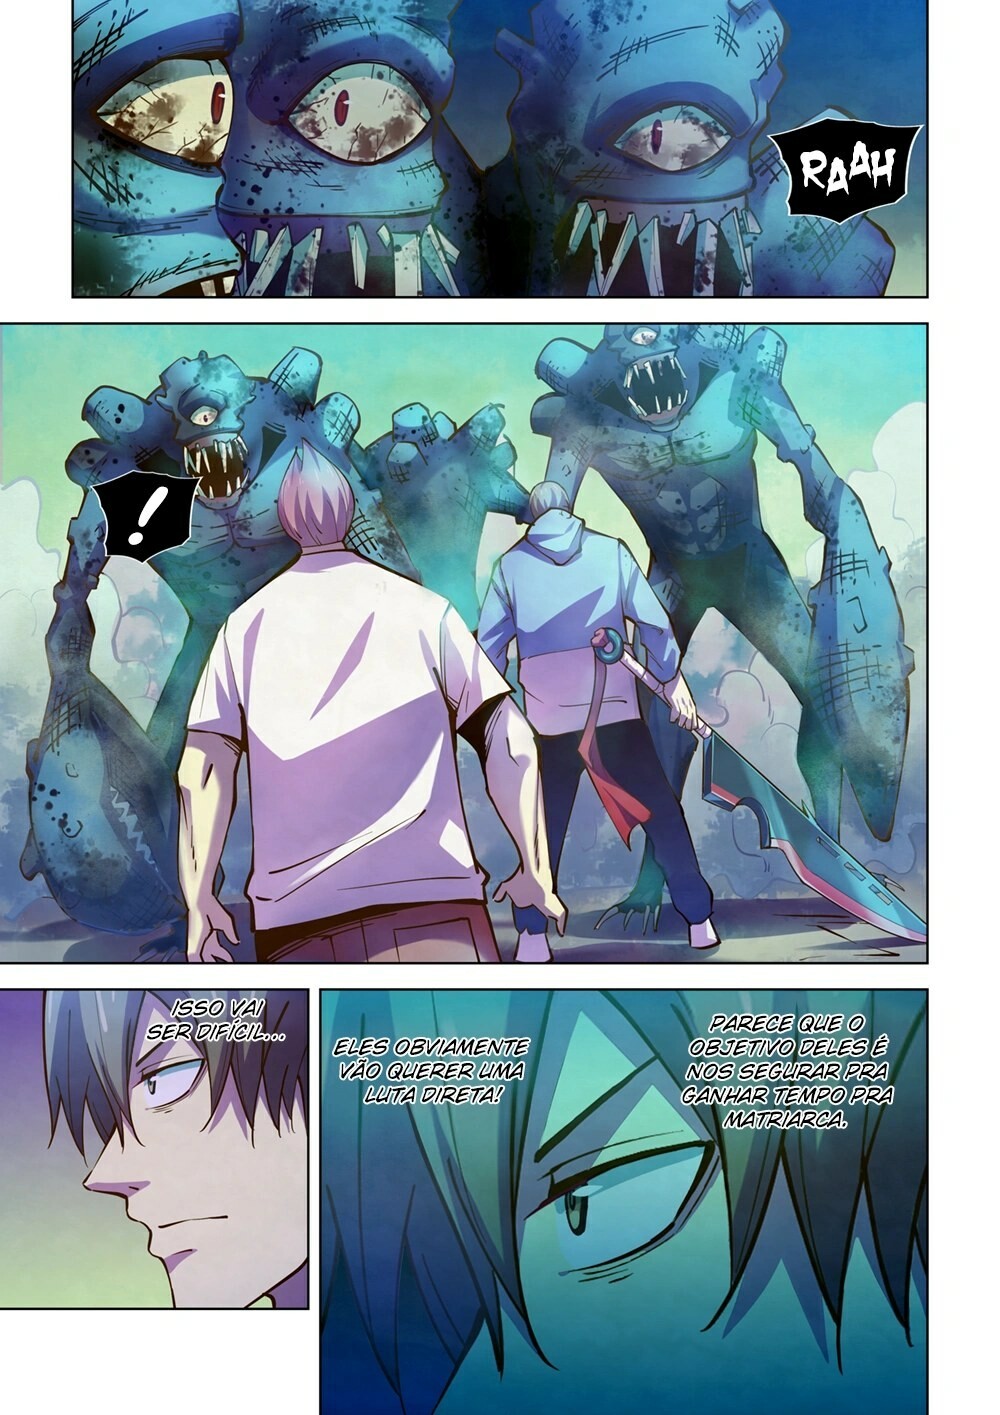 RAAH
!
PARECE QUE O
OBJETIVO DELES É
NOS SEGURAR PRA
GANHAR TEMPO PRA
MATRIARCA.
ELES OBVIAMENTE
VÃO QUERER UMA
LUTA DIRETA!
ISSO VAI
SER DIFÍCIL...